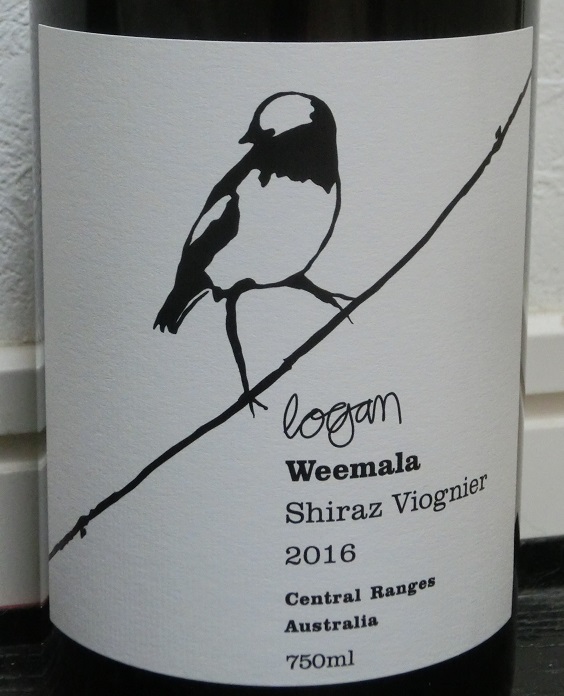 logan
Weemala
Shiraz Viognier
2016
Central Ranges
Australia
750ml